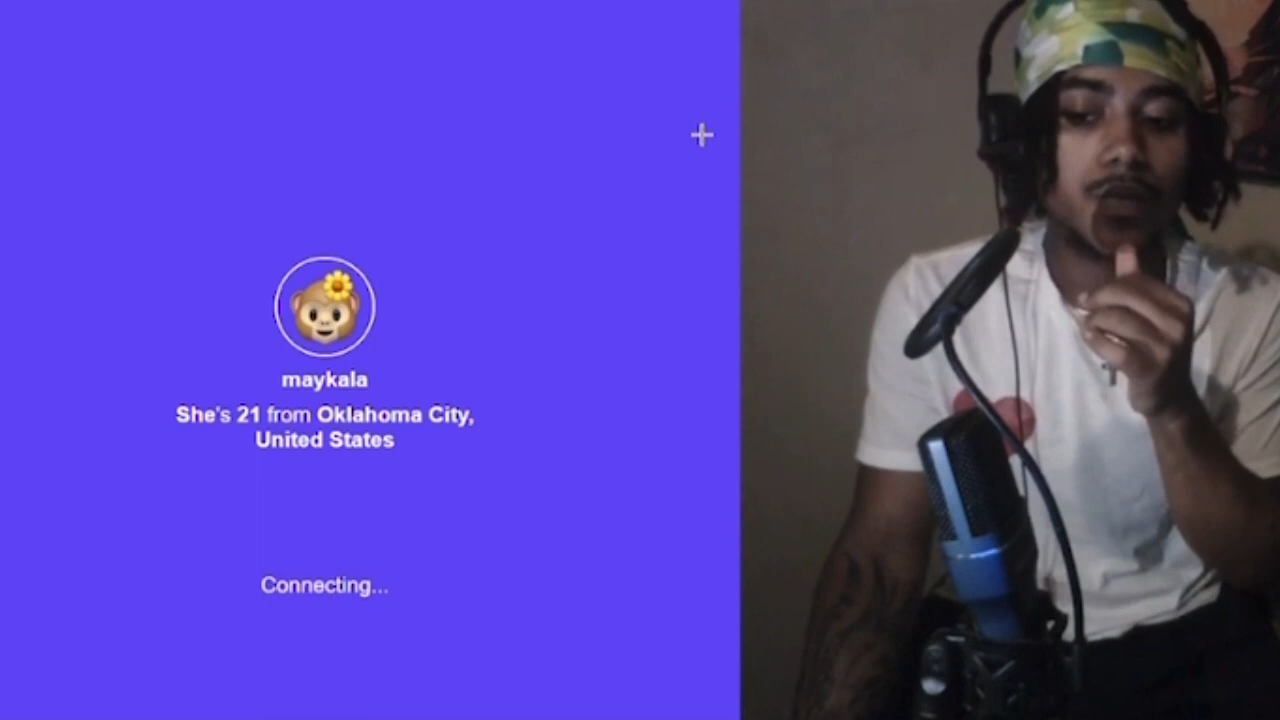 maykala
She's 21 from Oklahoma City,
United States
Connecting...